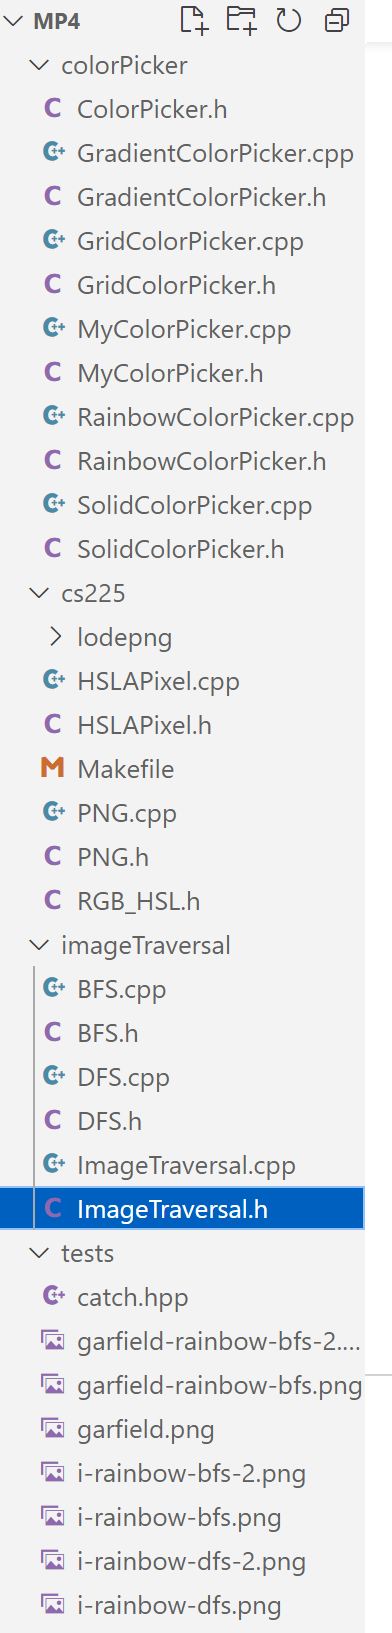 MP4
colorPicker
C ColorPicker.h
C++ GradientColorPicker.cpp
C GradientColorPicker.h
C++ GridColorPicker.cpp
C GridColorPicker.h
C++ MyColorPicker.cpp
C MyColorPicker.h
C++ RainbowColorPicker.cpp
C RainbowColorPicker.h
C++ SolidColorPicker.cpp
C SolidColorPicker.h
cs225
lodepng
C++ HSLAPixel.cpp
C HSLAPixel.h
M Makefile
C++ PNG.cpp
C PNG.h
C RGB_HSL.h
imageTraversal
C++ BFS.cpp
C BFS.h
C++ DFS.cpp
C DFS.h
C++ ImageTraversal.cpp
C ImageTraversal.h
tests
C++ catch.hpp
garfield-rainbow-bfs-2....
garfield-rainbow-bfs.png
garfield.png
i-rainbow-bfs-2.png
i-rainbow-bfs.png
i-rainbow-dfs-2.png
i-rainbow-dfs.png